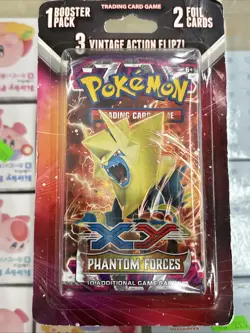 TRADING CARD GAME
1 BOOSTER PACK
2 FOIL CARDS
3 VINTAGE ACTION FLIPZ!
POKéMON
TRADING CARD GAME
XY
PHANTOM FORCES
10 ADDITIONAL GAME CARDS